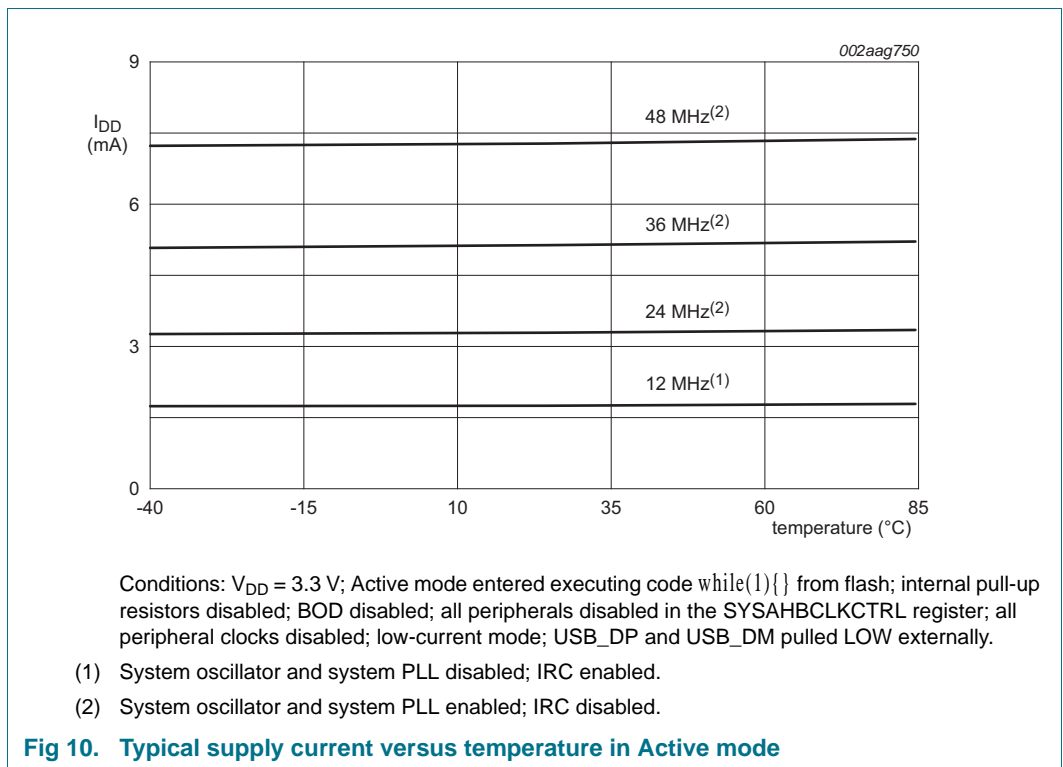 002aag750
9
I_DD
(mA)
48 MHz(2)
6
36 MHz(2)
24 MHz(2)
3
12 MHz(1)
0
-40 -15 10 35 60 85
temperature (°C)
Conditions: V_DD = 3.3 V; Active mode entered executing code while(1){} from flash; internal pull-up
resistors disabled; BOD disabled; all peripherals disabled in the SYSAHBCLKCTRL register; all
peripheral clocks disabled; low-current mode; USB_DP and USB_DM pulled LOW externally.
(1) System oscillator and system PLL disabled; IRC enabled.
(2) System oscillator and system PLL enabled; IRC disabled.
Fig 10. Typical supply current versus temperature in Active mode